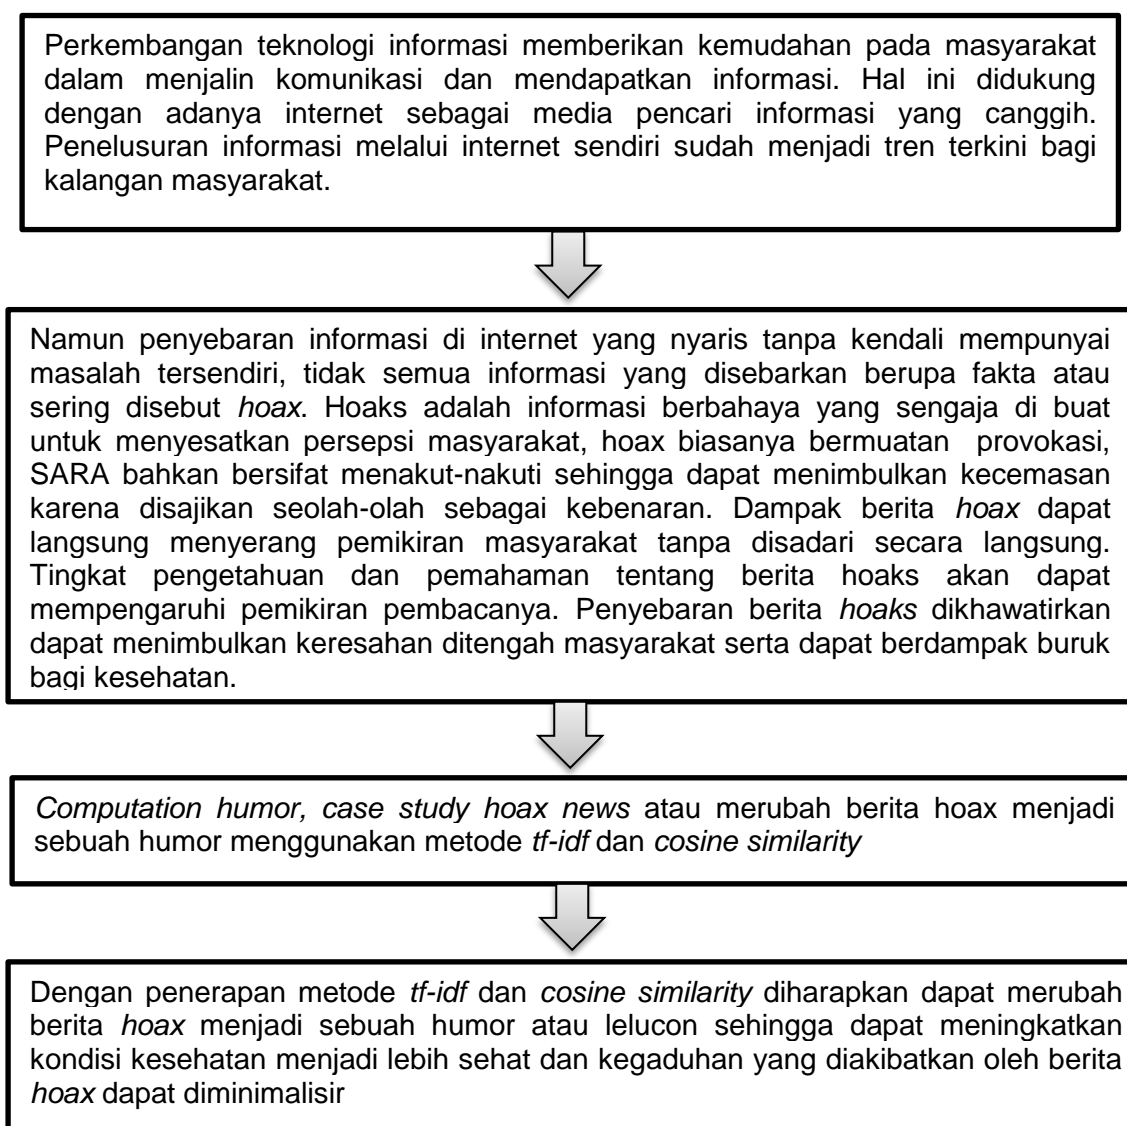 Perkembangan teknologi informasi memberikan kemudahan pada masyarakat
dalam menjalin komunikasi dan mendapatkan informasi. Hal ini didukung
dengan adanya internet sebagai media pencari informasi yang canggih.
Penelusuran informasi melalui internet sendiri sudah menjadi tren terkini bagi
kalangan masyarakat.
Namun penyebaran informasi di internet yang nyaris tanpa kendali mempunyai
masalah tersendiri, tidak semua informasi yang disebarkan berupa fakta atau
sering disebut hoax. Hoaks adalah informasi berbahaya yang sengaja di buat
untuk menyesatkan persepsi masyarakat, hoax biasanya bermuatan provokasi,
SARA bahkan bersifat menakut-nakuti sehingga dapat menimbulkan kecemasan
karena disajikan seolah-olah sebagai kebenaran. Dampak berita hoax dapat
langsung menyerang pemikiran masyarakat tanpa disadari secara langsung.
Tingkat pengetahuan dan pemahaman tentang berita hoaks akan dapat
mempengaruhi pemikiran pembacanya. Penyebaran berita hoaks dikhawatirkan
dapat menimbulkan keresahan ditengah masyarakat serta dapat berdampak buruk
bagi kesehatan.
Computation humor, case study hoax news atau merubah berita hoax menjadi
sebuah humor menggunakan metode tf-idf dan cosine similarity
Dengan penerapan metode tf-idf dan cosine similarity diharapkan dapat merubah
berita hoax menjadi sebuah humor atau lelucon sehingga dapat meningkatkan
kondisi kesehatan menjadi lebih sehat dan kegaduhan yang diakibatkan oleh berita
hoax dapat diminimalisir